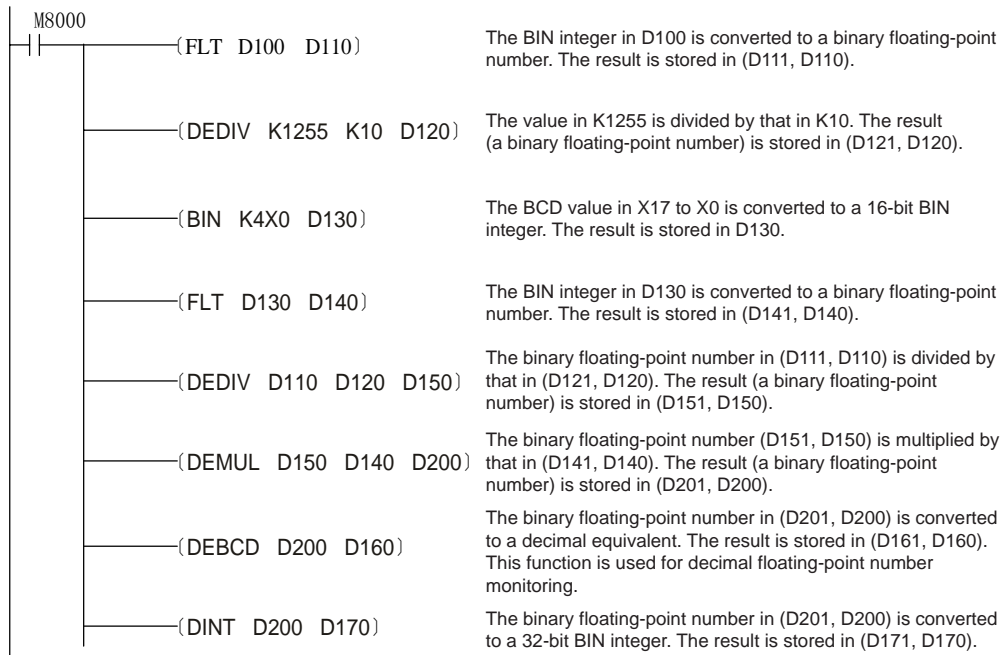 M8000
(FLT D100 D110)
The BIN integer in D100 is converted to a binary floating-point
number. The result is stored in (D111, D110).
(DEDIV K1255 K10 D120)
The value in K1255 is divided by that in K10. The result
(a binary floating-point number) is stored in (D121, D120).
(BIN K4X0 D130)
The BCD value in X17 to X0 is converted to a 16-bit BIN
integer. The result is stored in D130.
(FLT D130 D140)
The BIN integer in D130 is converted to a binary floating-point
number. The result is stored in (D141, D140).
(DEDIV D110 D120 D150)
The binary floating-point number in (D111, D110) is divided by
that in (D121, D120). The result (a binary floating-point
number) is stored in (D151, D150).
(DEMUL D150 D140 D200)
The binary floating-point number (D151, D150) is multiplied by
that in (D141, D140). The result (a binary floating-point
number) is stored in (D201, D200).
(DEBCD D200 D160)
The binary floating-point number in (D201, D200) is converted
to a decimal equivalent. The result is stored in (D161, D160).
This function is used for decimal floating-point number
monitoring.
(DINT D200 D170)
The binary floating-point number in (D201, D200) is converted
to a 32-bit BIN integer. The result is stored in (D171, D170).